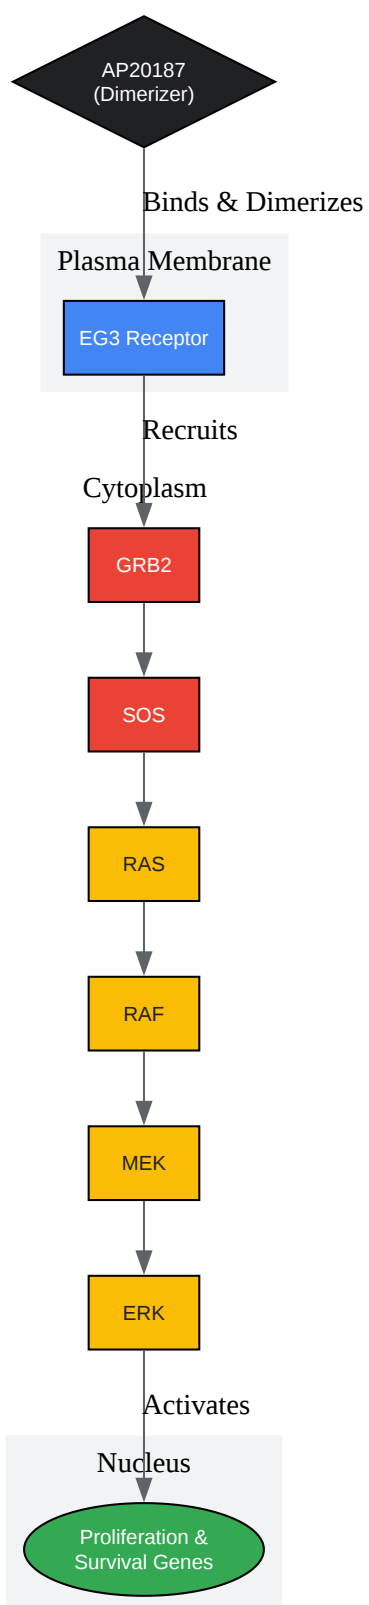 AP20187
(Dimerizer)
Binds & Dimerizes
Plasma Membrane
EG3 Receptor
Recruits
Cytoplasm
GRB2
SOS
RAS
RAF
MEK
ERK
Activates
Nucleus
Proliferation &
Survival Genes